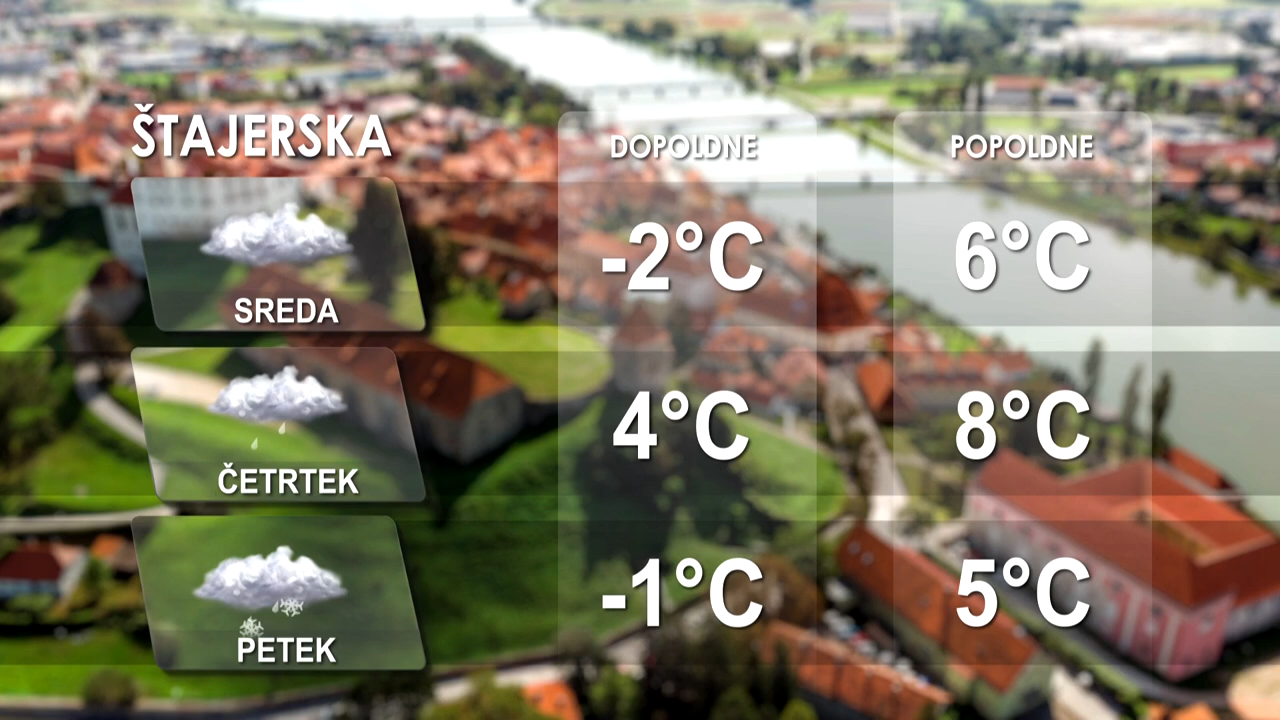 ŠTAJERSKA
DOPOLDNE POPOLDNE
SREDA -2°C 6°C
ČETRTEK 4°C 8°C
PETEK -1°C 5°C